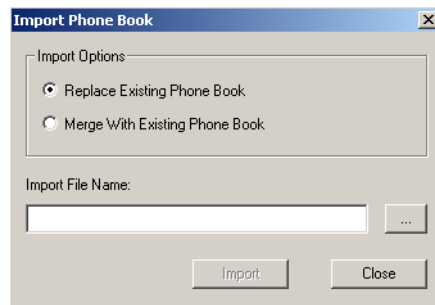 Import Phone Book
Import Options
Replace Existing Phone Book
Merge With Existing Phone Book
Import File Name:
...
Import
Close